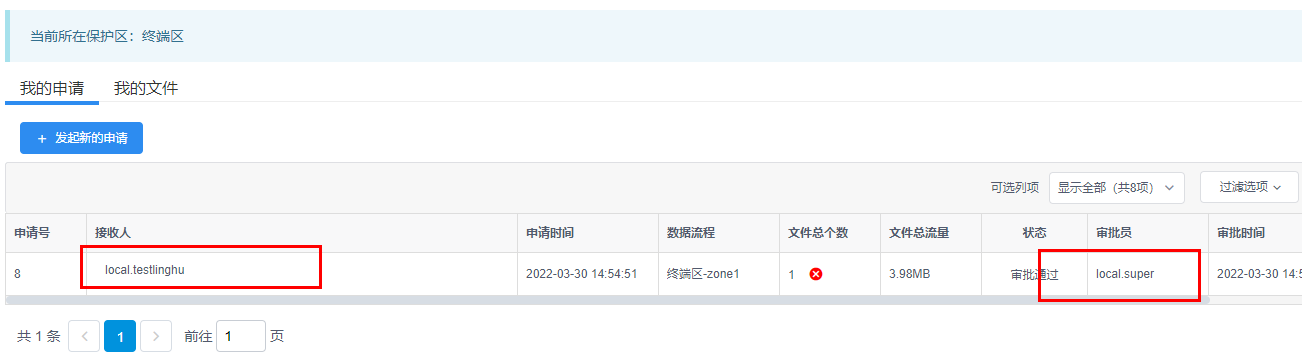 当前所在保护区：终端区
我的申请 我的文件
+ 发起新的申请
可选列项 显示全部（共8项） 过滤选项
申请号 接收人 申请时间 数据流程 文件总个数 文件总流量 状态 审批员 审批时间
8 local.testlinghu 2022-03-30 14:54:51 终端区-zone1 1 3.98MB 审批通过 local.super 2022-03-30 14:5
共 1 条 1 前往 1 页